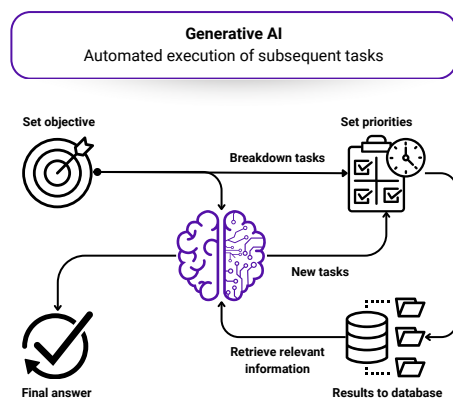 Generative AI
Automated execution of subsequent tasks
Set objective
Set priorities
Breakdown tasks
New tasks
Retrieve relevant
information
Final answer
Results to database